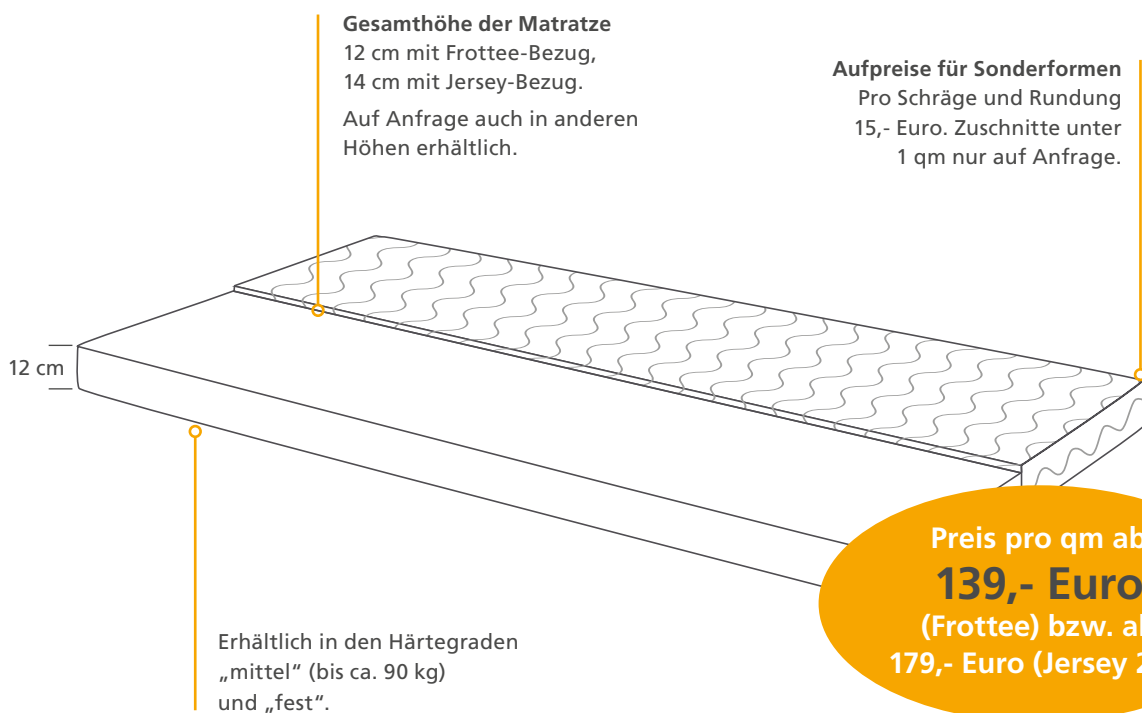 Gesamthöhe der Matratze
12 cm mit Frottee-Bezug,
14 cm mit Jersey-Bezug.
Auf Anfrage auch in anderen
Höhen erhältlich.
Aufpreise für Sonderformen
Pro Schräge und Rundung
15,- Euro. Zuschnitte unter
1 qm nur auf Anfrage.
12 cm
Preis pro qm ab
139,- Euro
(Frottee) bzw. ab
179,- Euro (Jersey 2
Erhältlich in den Härtegraden
„mittel“ (bis ca. 90 kg)
und „fest“.